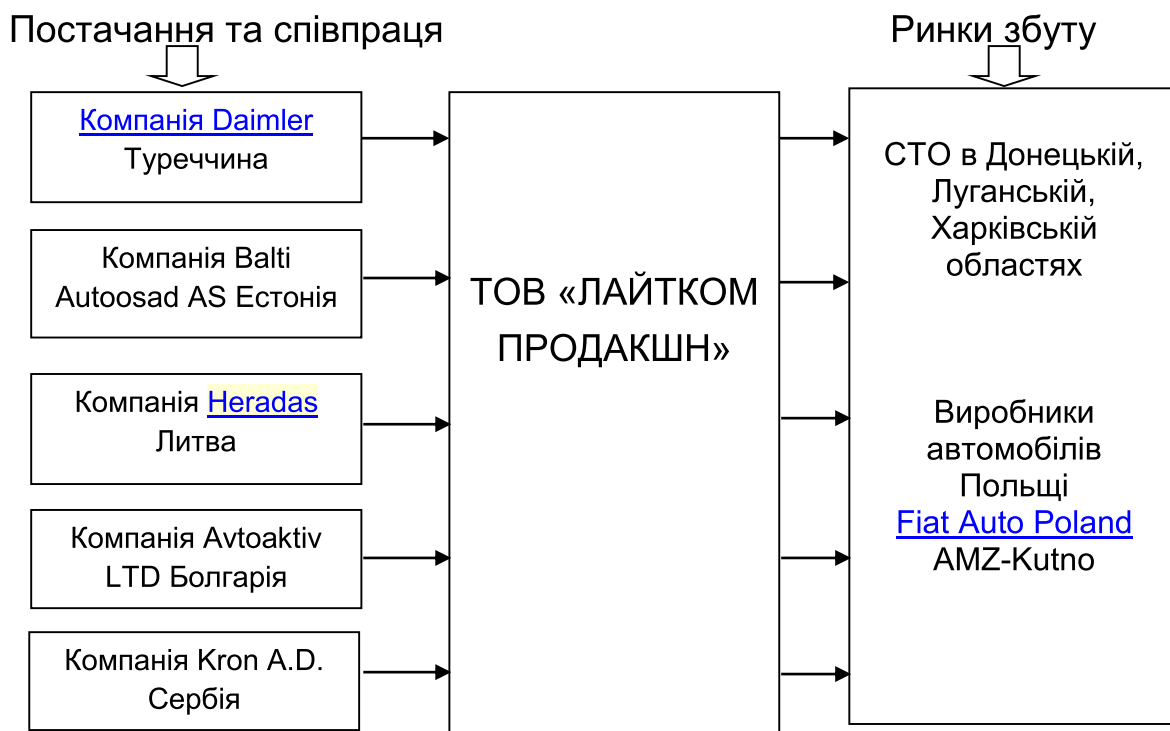 Постачання та співпраця
Ринки збуту
Компанія Daimler
Туреччина
Компанія Balti
Autoosad AS Естонія
Компанія Heradas
Литва
Компанія Avtoaktiv
LTD Болгарія
Компанія Kron A.D.
Сербія
ТОВ «ЛАЙТКОМ
ПРОДАКШН»
СТО в Донецькій,
Луганській,
Харківській
областях
Виробники
автомобілів
Польщі
Fiat Auto Poland
AMZ-Kutno